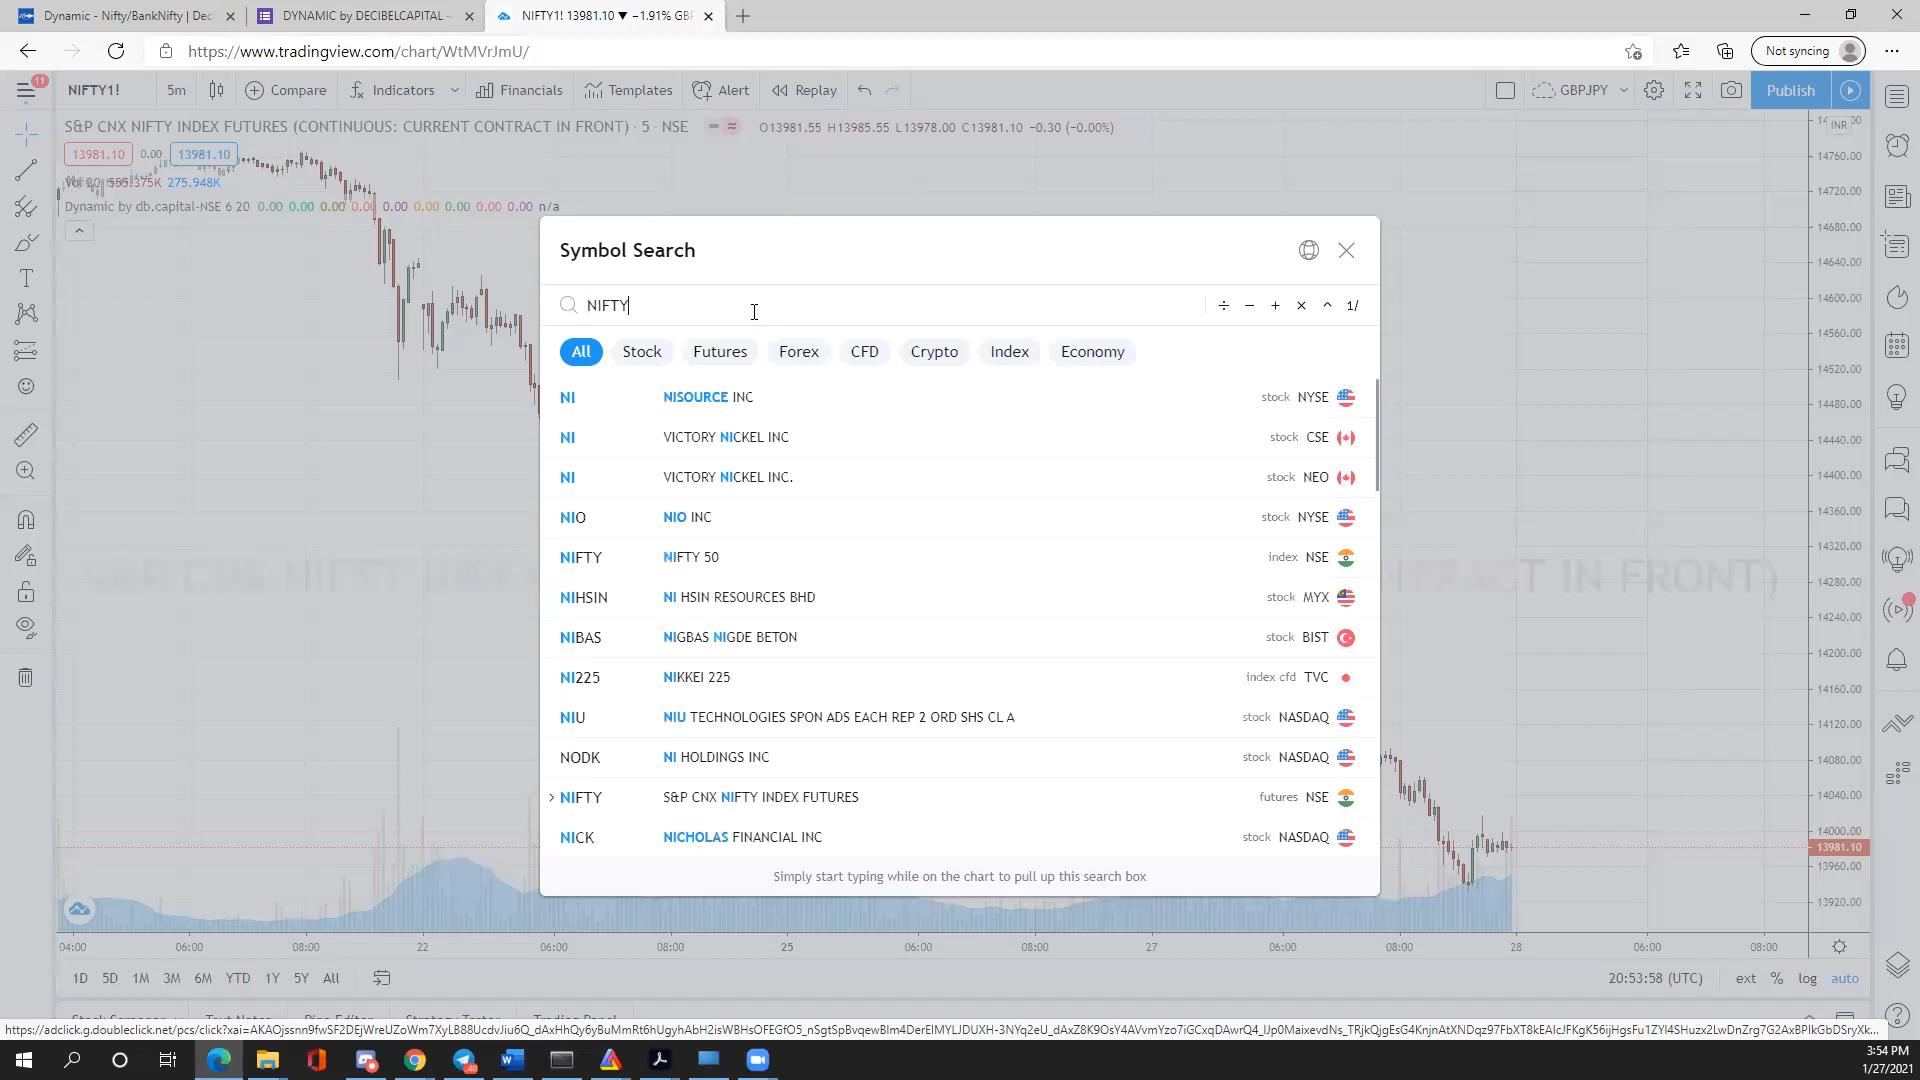 Dynamic - Nifty/BankNifty | Dec
DYNAMIC by DECIBELCAPITAL -
NIFTY1! 13981.10 ▼ −1.91% GBP
https://www.tradingview.com/chart/WtMVrJmU/
Not syncing
11
NIFTY1!
5m
Compare
Indicators
Financials
Templates
Alert
Replay
GBPJPY
Publish
S&P CNX NIFTY INDEX FUTURES (CONTINUOUS: CURRENT CONTRACT IN FRONT) · 5 · NSE
O13981.55 H13985.55 L13978.00 C13981.10 −0.30 (−0.00%)
INR
13981.10 0.00 13981.10
Vol 20 555.375K 275.948K
Dynamic by db.capital-NSE 6 20 0.00 0.00 0.00 0.00 0.00 0.00 0.00 0.00 0.00 n/a
Symbol Search
NIFTY
÷ − + × ^ 1/
All Stock Futures Forex CFD Crypto Index Economy
NI NISOURCE INC stock NYSE
NI VICTORY NICKEL INC stock CSE
NI VICTORY NICKEL INC. stock NEO
NIO NIO INC stock NYSE
NIFTY NIFTY 50 index NSE
NIHSIN NI HSIN RESOURCES BHD stock MYX
NIBAS NIGBAS NIGDE BETON stock BIST
NI225 NIKKEI 225 index cfd TVC
NIU NIU TECHNOLOGIES SPON ADS EACH REP 2 ORD SHS CL A stock NASDAQ
NODK NI HOLDINGS INC stock NASDAQ
NIFTY S&P CNX NIFTY INDEX FUTURES futures NSE
NICK NICHOLAS FINANCIAL INC stock NASDAQ
Simply start typing while on the chart to pull up this search box
14760.00
14720.00
14680.00
14640.00
14600.00
14560.00
14520.00
14480.00
14440.00
14400.00
14360.00
14320.00
14280.00
14240.00
14200.00
14160.00
14120.00
14080.00
14040.00
14000.00
13981.10
13960.00
13920.00
04:00 06:00 08:00 22 06:00 08:00 25 06:00 08:00 27 06:00 08:00 28 06:00 08:00
1D 5D 1M 3M 6M YTD 1Y 5Y All
20:53:58 (UTC) ext % log auto
3:54 PM
1/27/2021